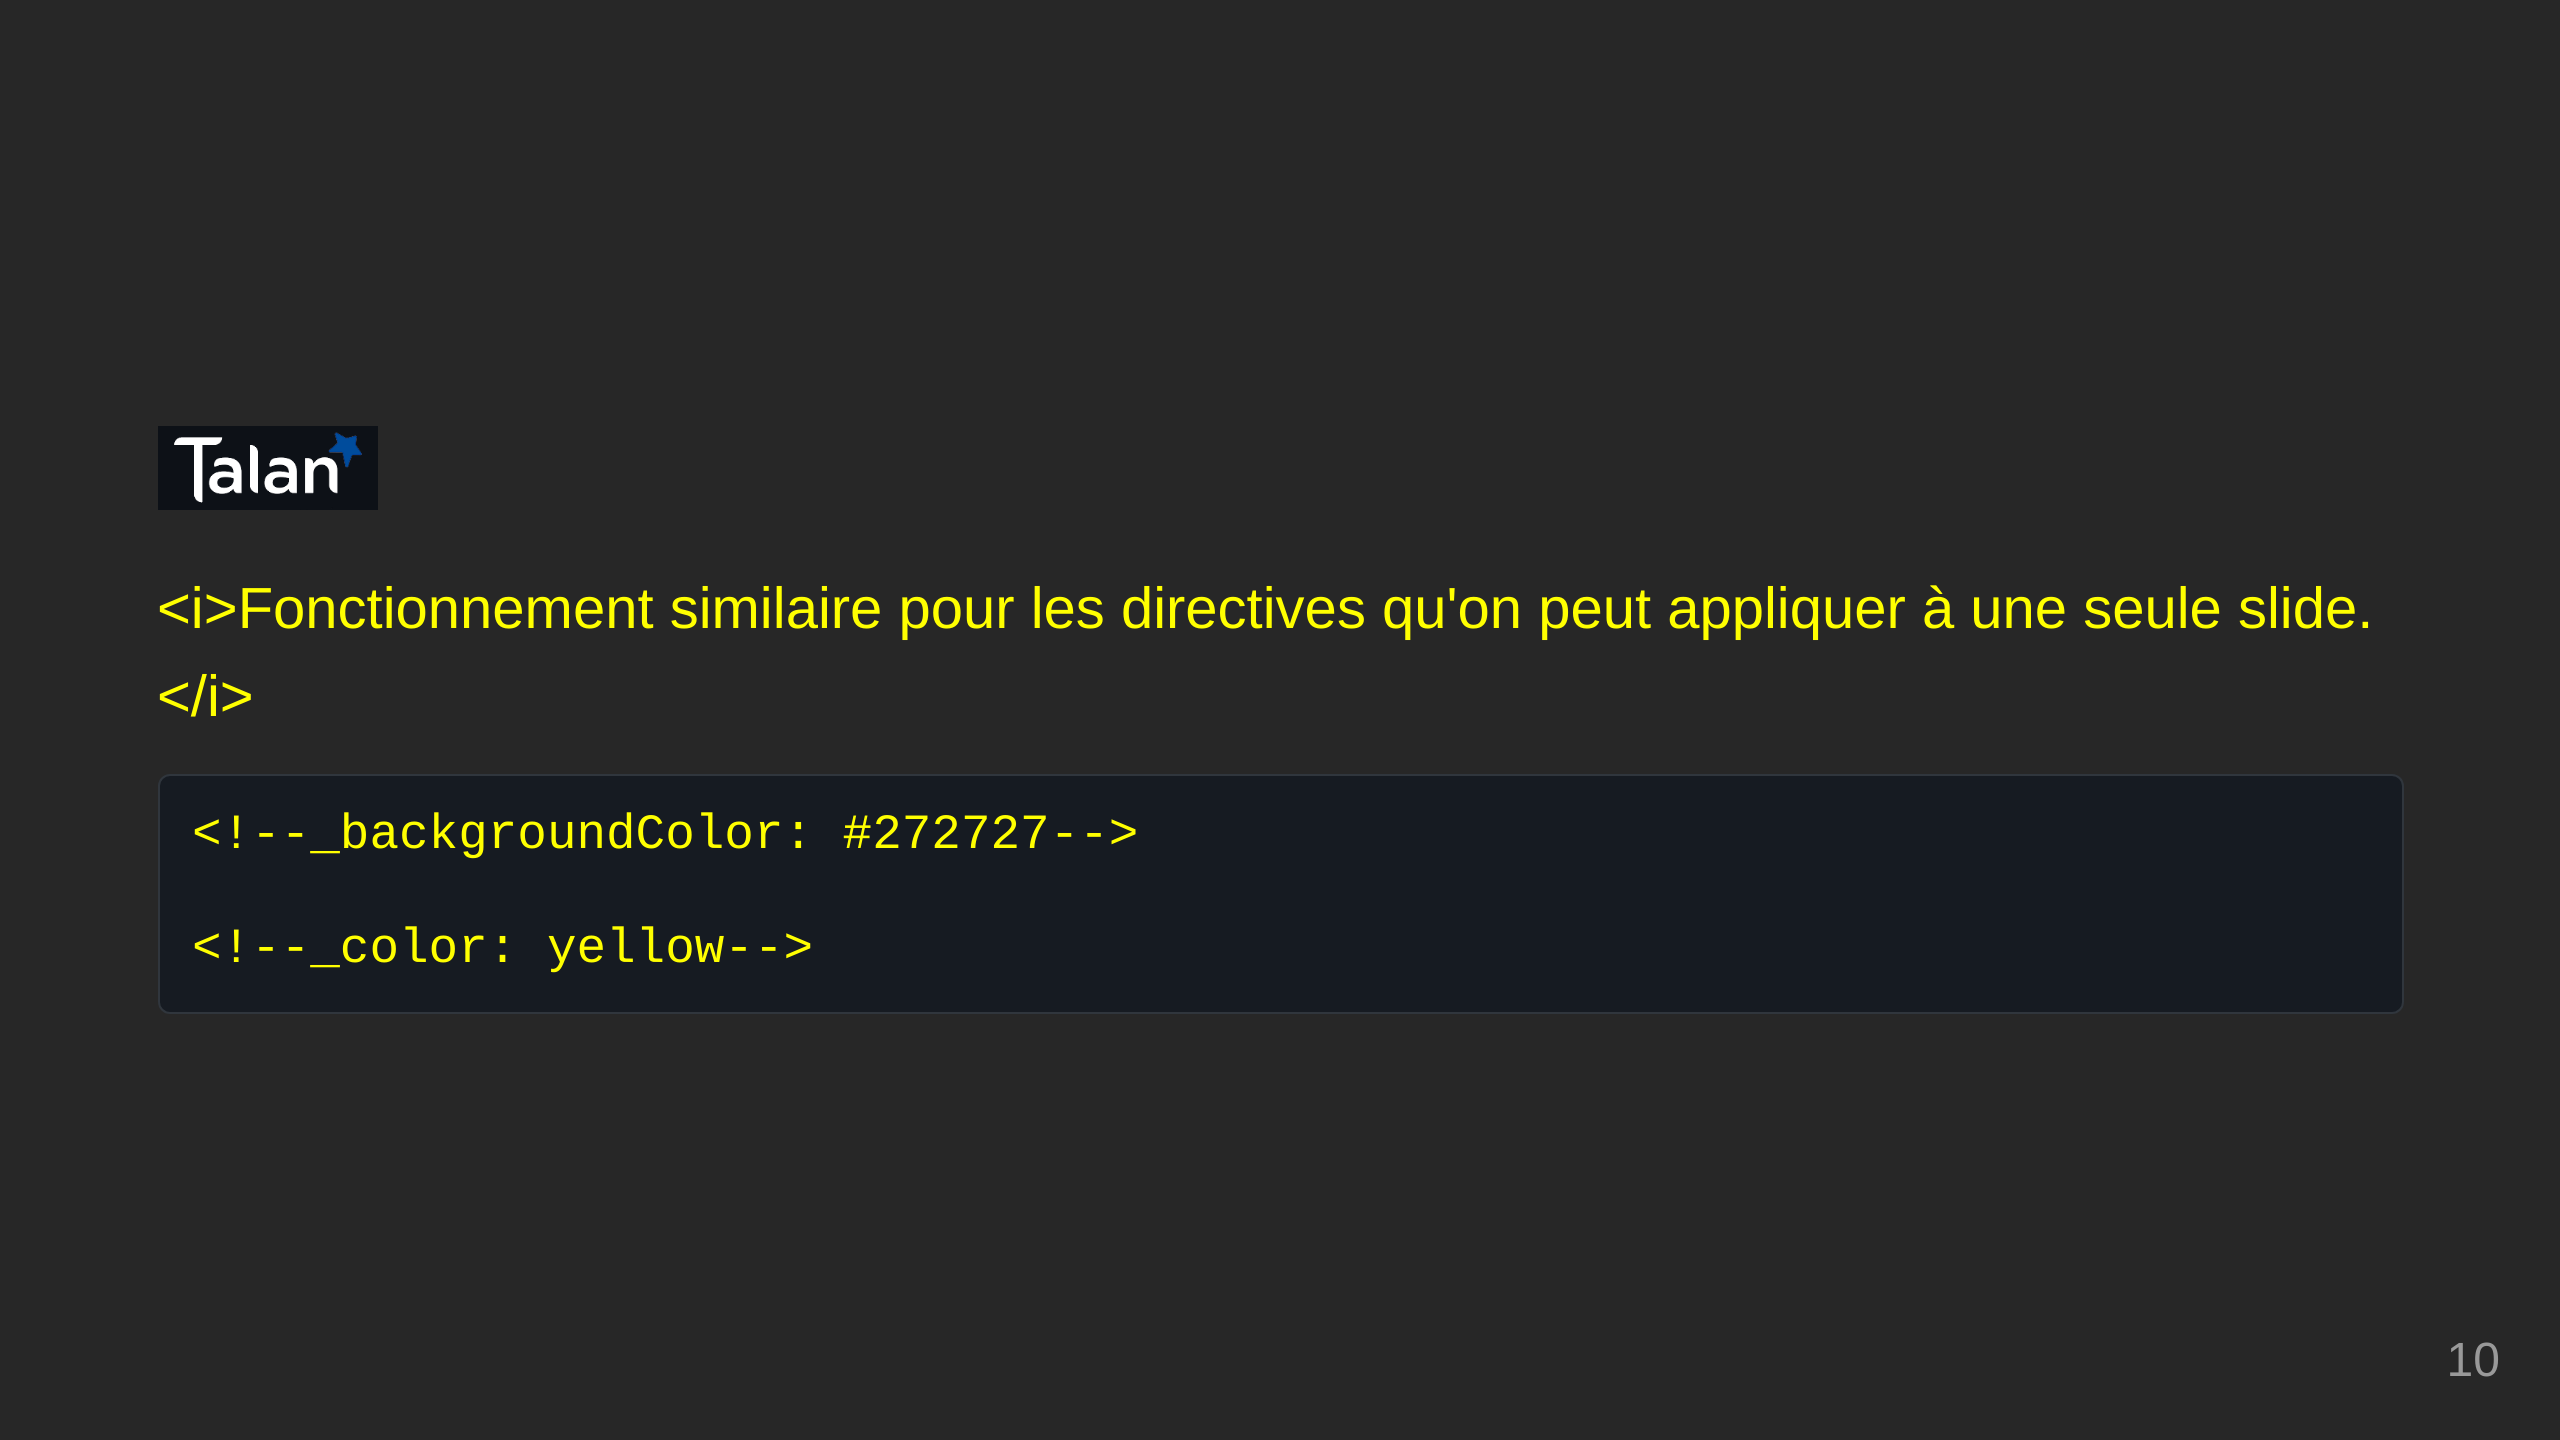 Talan
<i>Fonctionnement similaire pour les directives qu'on peut appliquer à une seule slide.
</i>
<!--_backgroundColor: #272727-->
<!--_color: yellow-->
10